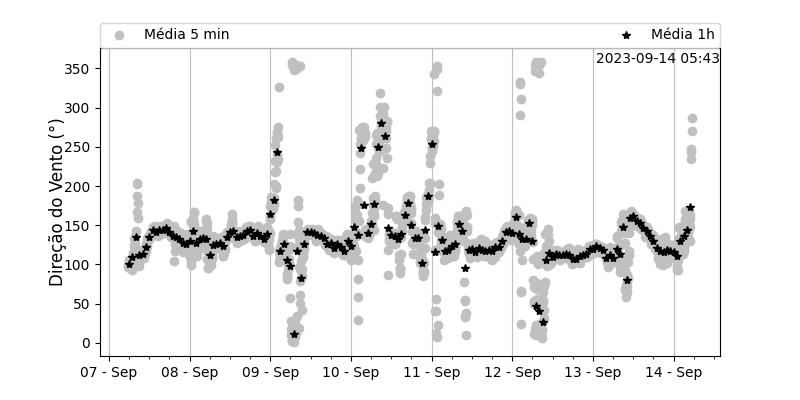 Média 5 min
Média 1h
2023-09-14 05:43
Direção do Vento (°)
350
300
250
200
150
100
50
0
07 - Sep
08 - Sep
09 - Sep
10 - Sep
11 - Sep
12 - Sep
13 - Sep
14 - Sep